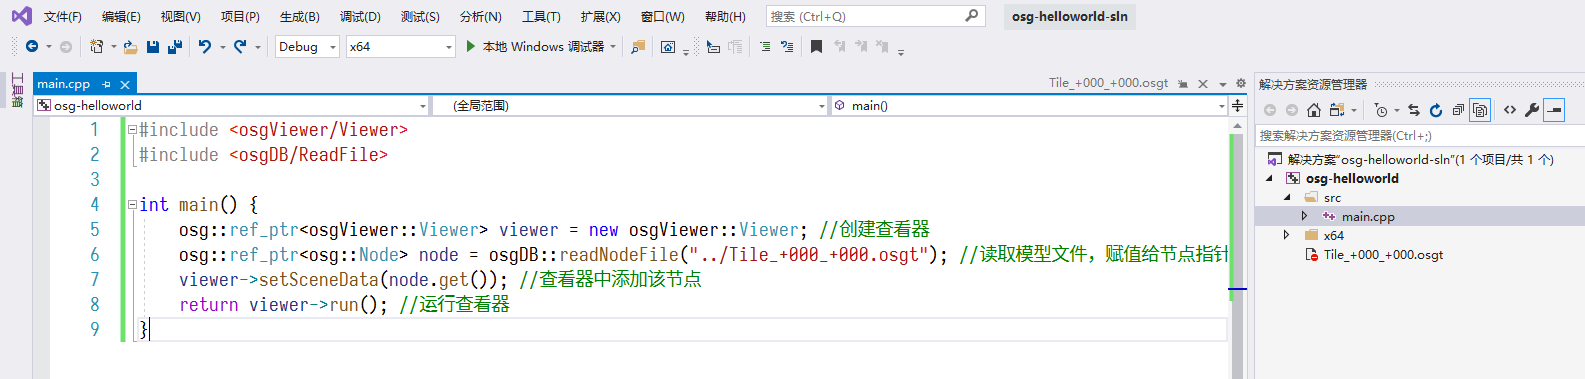 文件(F) 编辑(E) 视图(V) 项目(P) 生成(B) 调试(D) 测试(S) 分析(N) 工具(T) 扩展(X) 窗口(W) 帮助(H) 搜索 (Ctrl+Q) osg-helloworld-sln
Debug x64 本地 Windows 调试器
工具箱
main.cpp Tile_+000_+000.osgt
osg-helloworld (全局范围) main()
1 #include <osgViewer/Viewer>
2 #include <osgDB/ReadFile>
3
4 int main() {
5 osg::ref_ptr<osgViewer::Viewer> viewer = new osgViewer::Viewer; //创建查看器
6 osg::ref_ptr<osg::Node> node = osgDB::readNodeFile("../Tile_+000_+000.osgt"); //读取模型文件，赋值给节点指针
7 viewer->setSceneData(node.get()); //查看器中添加该节点
8 return viewer->run(); //运行查看器
9 }
解决方案资源管理器
搜索解决方案资源管理器(Ctrl+;)
解决方案"osg-helloworld-sln"(1 个项目/共 1 个)
osg-helloworld
src
main.cpp
x64
Tile_+000_+000.osgt